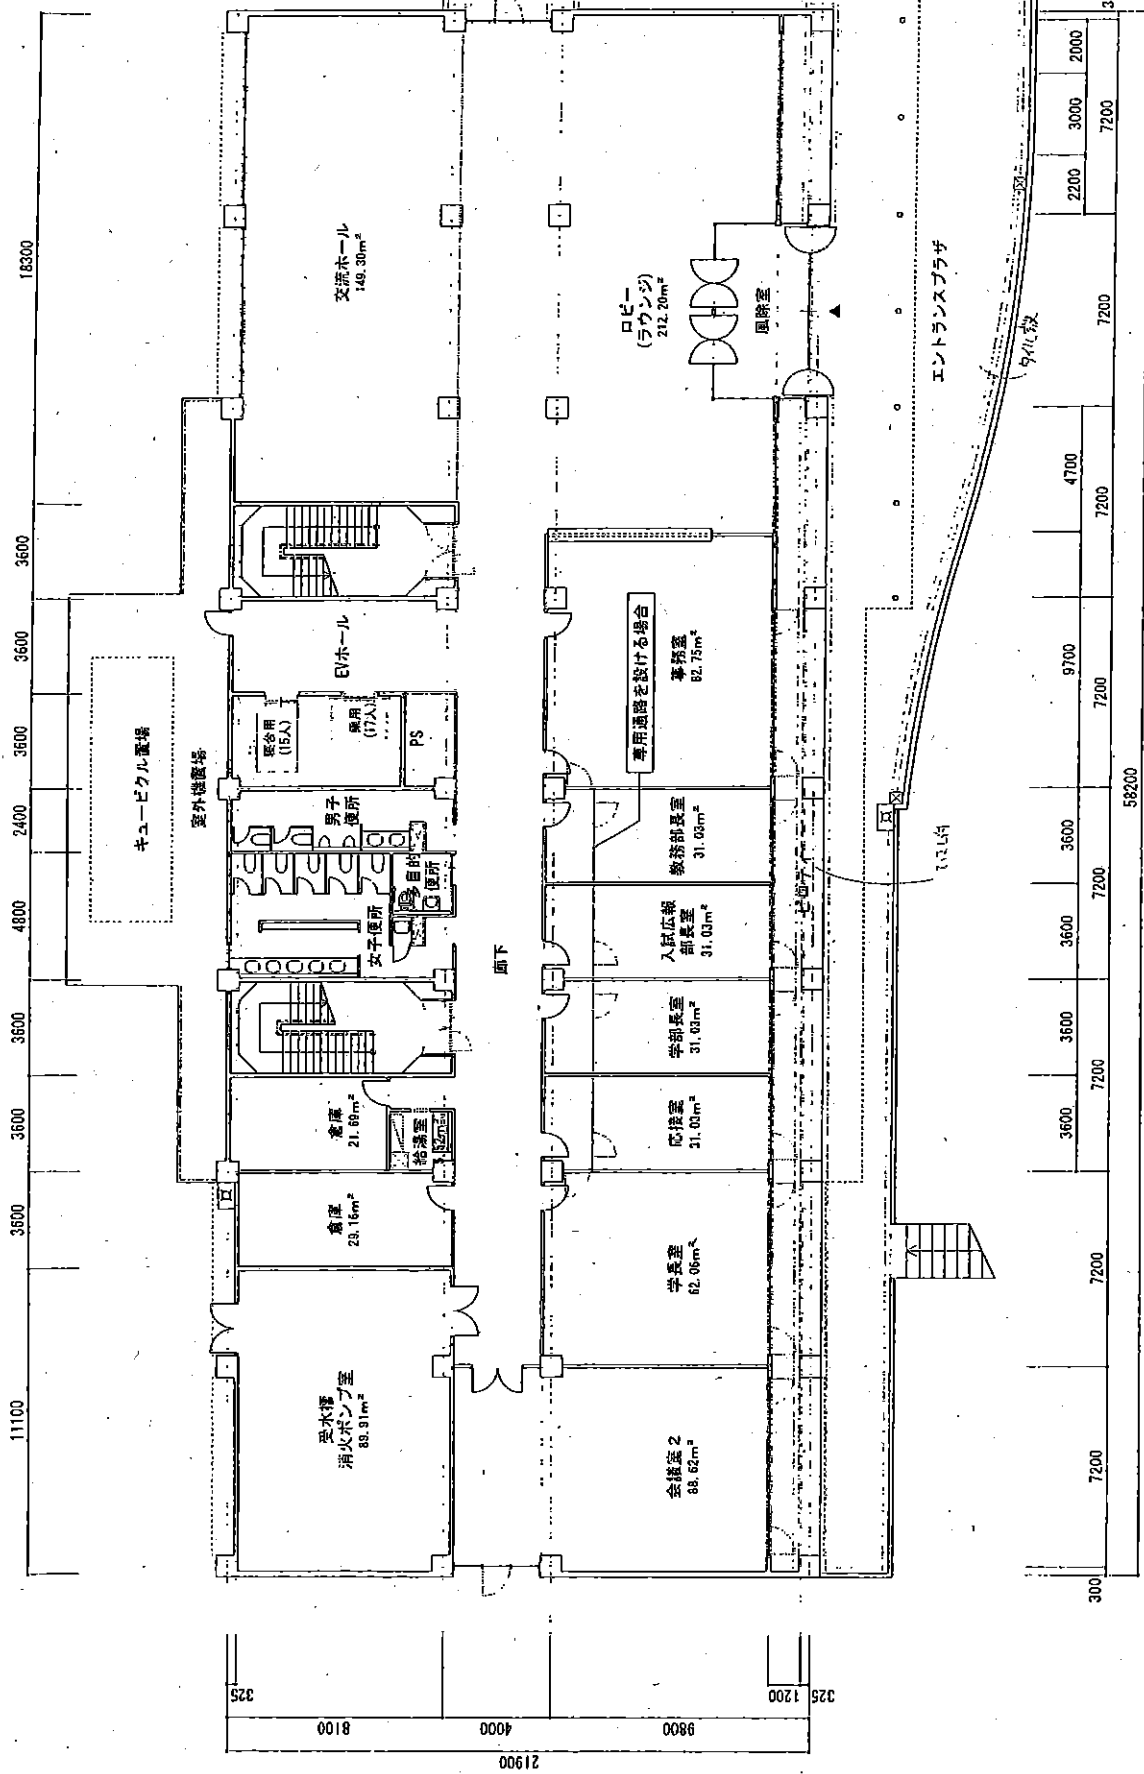 18300
3600
3600
3600
2400
4800
3600
3600
3600
11100
キュービクル置場
室外機置場
交流ホール
149.30m²
EVホール
寝台用
(15人)
乗用
(17人)
PS
男子
便所
多目的
便所
女子便所
倉庫
21.69m²
給湯室
倉庫
29.16m²
受水槽
消火ポンプ室
89.91m²
廊下
ロビー
(ラウンジ)
212.20m²
風除室
専用通路を設ける場合
事務室
82.75m²
教務部長室
31.03m²
入試広報
部長室
31.03m²
学部長室
31.03m²
応接室
31.03m²
学長室
62.06m²
会議室2
88.62m²
ピロティ
エントランスプラザ
2000
3000
2200
4700
9700
3600
3600
3600
3600
7200
7200
7200
7200
7200
7200
7200
7200
300
58200
325
8100
4000
9800
1200
325
21900